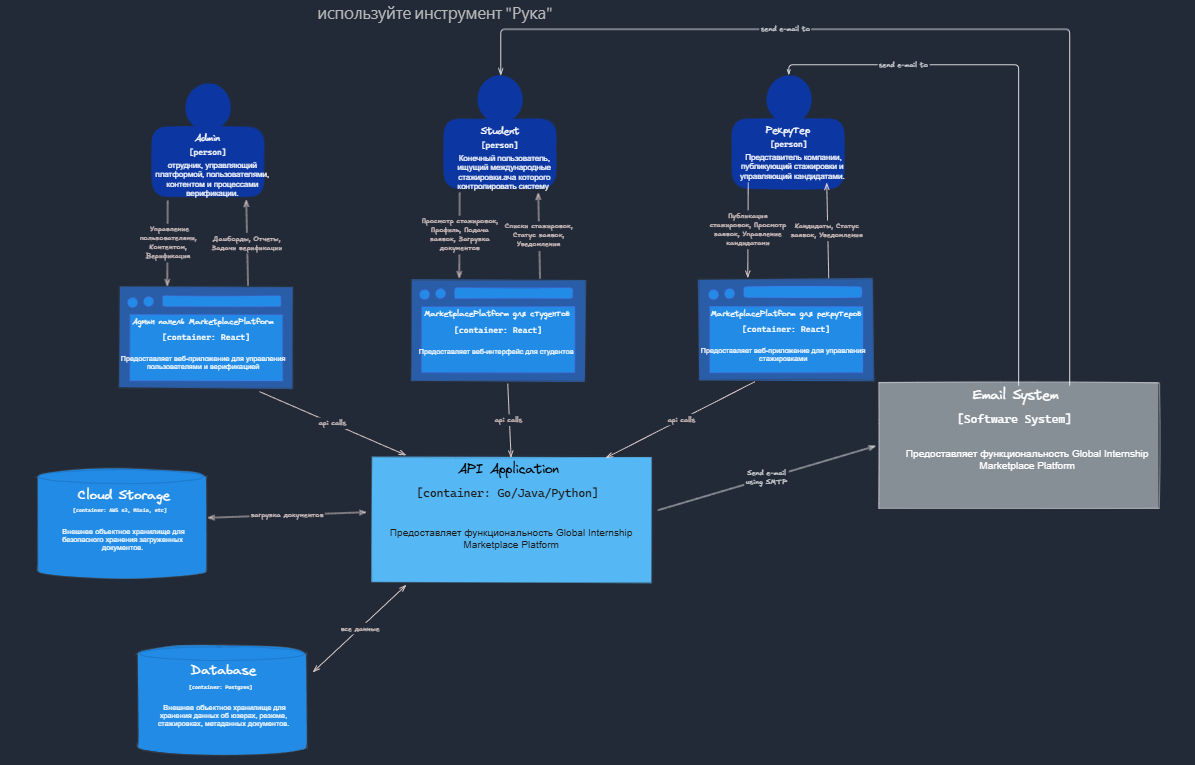 используйте инструмент "Рука"
send e-mail to
send e-mail to
Admin
[person]
отрудник, управляющий
платформой, пользователями,
контентом и процессами
верификации.
Student
[person]
Конечный пользователь,
ищущий международные
стажировки.ача которого
контролировать систему
Рекрутер
[person]
Представитель компании,
публикующий стажировки и
управляющий кандидатами.
Управление
пользователями,
Контентом,
Верификация
Дашборды, Отчеты,
Задачи верификации
Просмотр стажировок,
Профиль, Подача
заявок, Загрузка
документов
Списки стажировок,
Статус заявок,
Уведомления
Публикация
стажировок, Просмотр
заявок, Управление
кандидатами
Кандидаты, Статус
заявок, Уведомления
Админ панель MarketplacePlatform
[container: React]
Предоставляет веб-приложение для управления
пользователями и верификацией
MarketplacePlatform для студентов
[container: React]
Предоставляет веб-интерфейс для студентов
MarketplacePlatform для рекрутеров
[container: React]
Предоставляет веб-приложение для управления
стажировками
Email System
[Software System]
Предоставляет функциональность Global Internship
Marketplace Platform
api calls
api calls
api calls
API Application
[container: Go/Java/Python]
Предоставляет функциональность Global Internship
Marketplace Platform
Send e-mail
using SMTP
Cloud Storage
[container: AWS s3, Minio, etc]
Внешнее объектное хранилище для
безопасного хранения загруженных
документов.
загрузка документов
все данные
Database
[container: Postgres]
Внешнее объектное хранилище для
хранения данных об юзерах, резюме,
стажировках, метаданных документов.